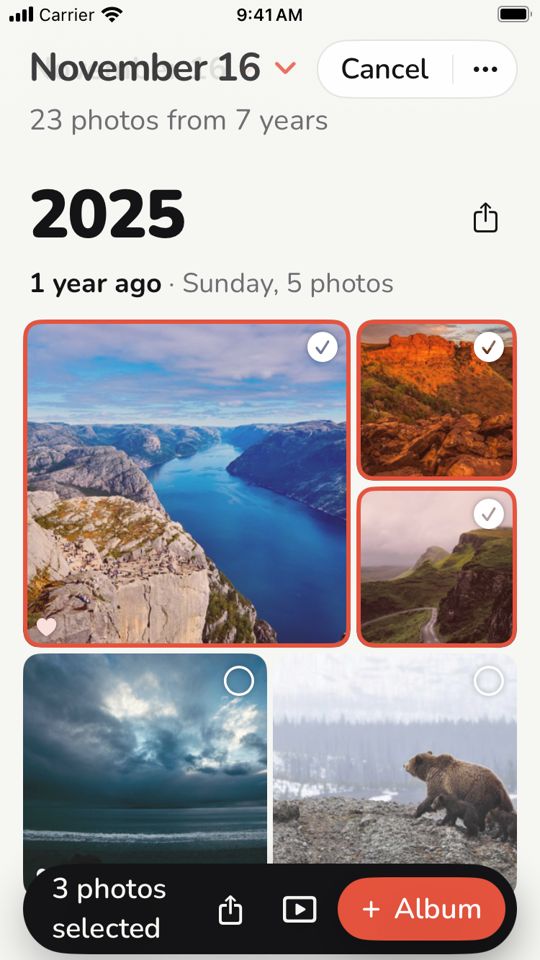 Carrier 9:41 AM
November 16 Cancel
23 photos from 7 years
2025
1 year ago · Sunday, 5 photos
3 photos
selected
+ Album